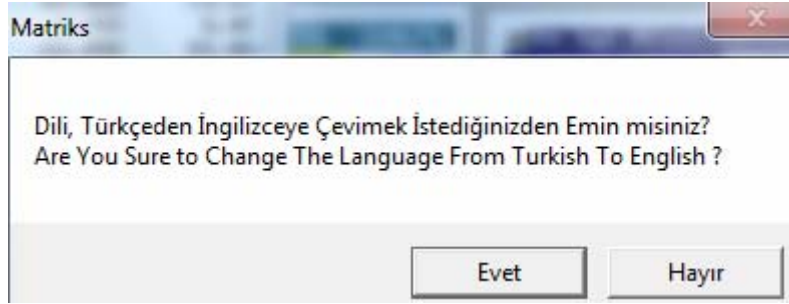 Matriks
Dili, Türkçeden İngilizceye Çevimek İstediğinizden Emin misiniz?
Are You Sure to Change The Language From Turkish To English ?
Evet Hayır